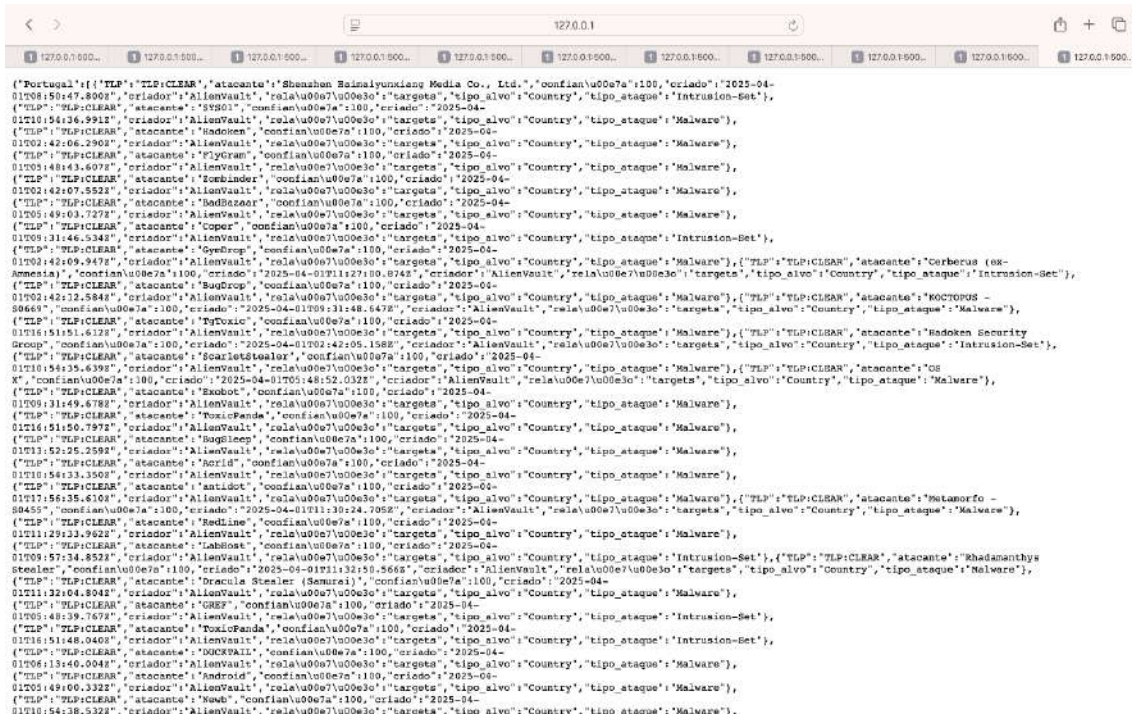 127.0.0.1
127.0.0.1:500... 127.0.0.1:500... 127.0.0.1:500... 127.0.0.1:500... 127.0.0.1:500... 127.0.0.1:500... 127.0.0.1:500... 127.0.0.1:500... 127.0.0.1:500... 127.0.0.1:500... 127.0.0.1:500...
{"Portugal":[{"TLP":"TLP:CLEAR","atacante":"Shenzhen Haimaiyunxiang Media Co., Ltd.","confian\u00e7a":100,"criado":"2025-04-
01T08:50:47.800Z","criador":"AlienVault","rela\u00e7\u00e3o":"targets","tipo_alvo":"Country","tipo_ataque":"Intrusion-Set"},
{"TLP":"TLP:CLEAR","atacante":"SYS01","confian\u00e7a":100,"criado":"2025-04-
01T10:54:36.991Z","criador":"AlienVault","rela\u00e7\u00e3o":"targets","tipo_alvo":"Country","tipo_ataque":"Malware"},
{"TLP":"TLP:CLEAR","atacante":"Hadoken","confian\u00e7a":100,"criado":"2025-04-
01T02:42:06.290Z","criador":"AlienVault","rela\u00e7\u00e3o":"targets","tipo_alvo":"Country","tipo_ataque":"Malware"},
{"TLP":"TLP:CLEAR","atacante":"FlyGram","confian\u00e7a":100,"criado":"2025-04-
01T05:48:43.607Z","criador":"AlienVault","rela\u00e7\u00e3o":"targets","tipo_alvo":"Country","tipo_ataque":"Malware"},
{"TLP":"TLP:CLEAR","atacante":"Zombinder","confian\u00e7a":100,"criado":"2025-04-
01T02:42:07.552Z","criador":"AlienVault","rela\u00e7\u00e3o":"targets","tipo_alvo":"Country","tipo_ataque":"Malware"},
{"TLP":"TLP:CLEAR","atacante":"BadBazaar","confian\u00e7a":100,"criado":"2025-04-
01T05:49:03.727Z","criador":"AlienVault","rela\u00e7\u00e3o":"targets","tipo_alvo":"Country","tipo_ataque":"Malware"},
{"TLP":"TLP:CLEAR","atacante":"Coper","confian\u00e7a":100,"criado":"2025-04-
01T09:31:46.534Z","criador":"AlienVault","rela\u00e7\u00e3o":"targets","tipo_alvo":"Country","tipo_ataque":"Intrusion-Set"},
{"TLP":"TLP:CLEAR","atacante":"GymDrop","confian\u00e7a":100,"criado":"2025-04-
01T02:42:09.947Z","criador":"AlienVault","rela\u00e7\u00e3o":"targets","tipo_alvo":"Country","tipo_ataque":"Malware"},{"TLP":"TLP:CLEAR","atacante":"Cerberus (ex-
Amnesia)","confian\u00e7a":100,"criado":"2025-04-01T11:27:00.874Z","criador":"AlienVault","rela\u00e7\u00e3o":"targets","tipo_alvo":"Country","tipo_ataque":"Intrusion-Set"},
{"TLP":"TLP:CLEAR","atacante":"BugDrop","confian\u00e7a":100,"criado":"2025-04-
01T02:42:12.584Z","criador":"AlienVault","rela\u00e7\u00e3o":"targets","tipo_alvo":"Country","tipo_ataque":"Malware"},{"TLP":"TLP:CLEAR","atacante":"KOCTOPUS -
S0669","confian\u00e7a":100,"criado":"2025-04-01T09:31:48.647Z","criador":"AlienVault","rela\u00e7\u00e3o":"targets","tipo_alvo":"Country","tipo_ataque":"Malware"},
{"TLP":"TLP:CLEAR","atacante":"TgToxic","confian\u00e7a":100,"criado":"2025-04-
01T16:51:51.612Z","criador":"AlienVault","rela\u00e7\u00e3o":"targets","tipo_alvo":"Country","tipo_ataque":"Malware"},{"TLP":"TLP:CLEAR","atacante":"Hadoken Security
Group","confian\u00e7a":100,"criado":"2025-04-01T02:42:05.158Z","criador":"AlienVault","rela\u00e7\u00e3o":"targets","tipo_alvo":"Country","tipo_ataque":"Intrusion-Set"},
{"TLP":"TLP:CLEAR","atacante":"ScarletStealer","confian\u00e7a":100,"criado":"2025-04-
01T10:54:35.639Z","criador":"AlienVault","rela\u00e7\u00e3o":"targets","tipo_alvo":"Country","tipo_ataque":"Malware"},{"TLP":"TLP:CLEAR","atacante":"OS
X","confian\u00e7a":100,"criado":"2025-04-01T05:48:52.032Z","criador":"AlienVault","rela\u00e7\u00e3o":"targets","tipo_alvo":"Country","tipo_ataque":"Malware"},
{"TLP":"TLP:CLEAR","atacante":"Exobot","confian\u00e7a":100,"criado":"2025-04-
01T09:31:49.678Z","criador":"AlienVault","rela\u00e7\u00e3o":"targets","tipo_alvo":"Country","tipo_ataque":"Malware"},
{"TLP":"TLP:CLEAR","atacante":"ToxicPanda","confian\u00e7a":100,"criado":"2025-04-
01T16:51:50.797Z","criador":"AlienVault","rela\u00e7\u00e3o":"targets","tipo_alvo":"Country","tipo_ataque":"Malware"},
{"TLP":"TLP:CLEAR","atacante":"BugSleep","confian\u00e7a":100,"criado":"2025-04-
01T13:52:25.259Z","criador":"AlienVault","rela\u00e7\u00e3o":"targets","tipo_alvo":"Country","tipo_ataque":"Malware"},
{"TLP":"TLP:CLEAR","atacante":"Acrid","confian\u00e7a":100,"criado":"2025-04-
01T10:54:33.350Z","criador":"AlienVault","rela\u00e7\u00e3o":"targets","tipo_alvo":"Country","tipo_ataque":"Malware"},
{"TLP":"TLP:CLEAR","atacante":"antidot","confian\u00e7a":100,"criado":"2025-04-
01T17:56:35.610Z","criador":"AlienVault","rela\u00e7\u00e3o":"targets","tipo_alvo":"Country","tipo_ataque":"Malware"},{"TLP":"TLP:CLEAR","atacante":"Metamorfo -
S0455","confian\u00e7a":100,"criado":"2025-04-01T11:30:24.705Z","criador":"AlienVault","rela\u00e7\u00e3o":"targets","tipo_alvo":"Country","tipo_ataque":"Malware"},
{"TLP":"TLP:CLEAR","atacante":"RedLine","confian\u00e7a":100,"criado":"2025-04-
01T11:29:33.962Z","criador":"AlienVault","rela\u00e7\u00e3o":"targets","tipo_alvo":"Country","tipo_ataque":"Malware"},
{"TLP":"TLP:CLEAR","atacante":"LabHost","confian\u00e7a":100,"criado":"2025-04-
01T09:57:34.852Z","criador":"AlienVault","rela\u00e7\u00e3o":"targets","tipo_alvo":"Country","tipo_ataque":"Intrusion-Set"},{"TLP":"TLP:CLEAR","atacante":"Rhadamanthys
Stealer","confian\u00e7a":100,"criado":"2025-04-01T11:32:50.566Z","criador":"AlienVault","rela\u00e7\u00e3o":"targets","tipo_alvo":"Country","tipo_ataque":"Malware"},
{"TLP":"TLP:CLEAR","atacante":"Dracula Stealer (Samurai)","confian\u00e7a":100,"criado":"2025-04-
01T11:32:04.804Z","criador":"AlienVault","rela\u00e7\u00e3o":"targets","tipo_alvo":"Country","tipo_ataque":"Malware"},
{"TLP":"TLP:CLEAR","atacante":"GREF","confian\u00e7a":100,"criado":"2025-04-
01T05:48:39.767Z","criador":"AlienVault","rela\u00e7\u00e3o":"targets","tipo_alvo":"Country","tipo_ataque":"Intrusion-Set"},
{"TLP":"TLP:CLEAR","atacante":"ToxicPanda","confian\u00e7a":100,"criado":"2025-04-
01T16:51:48.040Z","criador":"AlienVault","rela\u00e7\u00e3o":"targets","tipo_alvo":"Country","tipo_ataque":"Intrusion-Set"},
{"TLP":"TLP:CLEAR","atacante":"DUCKTAIL","confian\u00e7a":100,"criado":"2025-04-
01T06:13:40.004Z","criador":"AlienVault","rela\u00e7\u00e3o":"targets","tipo_alvo":"Country","tipo_ataque":"Malware"},
{"TLP":"TLP:CLEAR","atacante":"Android","confian\u00e7a":100,"criado":"2025-04-
01T05:49:00.332Z","criador":"AlienVault","rela\u00e7\u00e3o":"targets","tipo_alvo":"Country","tipo_ataque":"Malware"},
{"TLP":"TLP:CLEAR","atacante":"Newb","confian\u00e7a":100,"criado":"2025-04-
01T10:54:38.532Z","criador":"AlienVault","rela\u00e7\u00e3o":"targets","tipo_alvo":"Country","tipo_ataque":"Malware"},